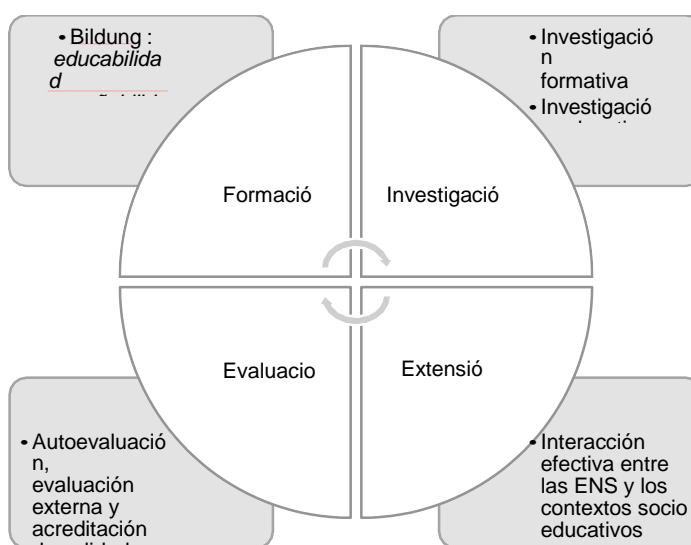 • Bildung :
educabilida
d
• Investigació
n
formativa
• Investigació
Formació
Investigació
Evaluacio
Extensió
• Autoevaluació
n,
evaluación
externa y
acreditación
• Interacción
efectiva entre
las ENS y los
contextos socio
educativos